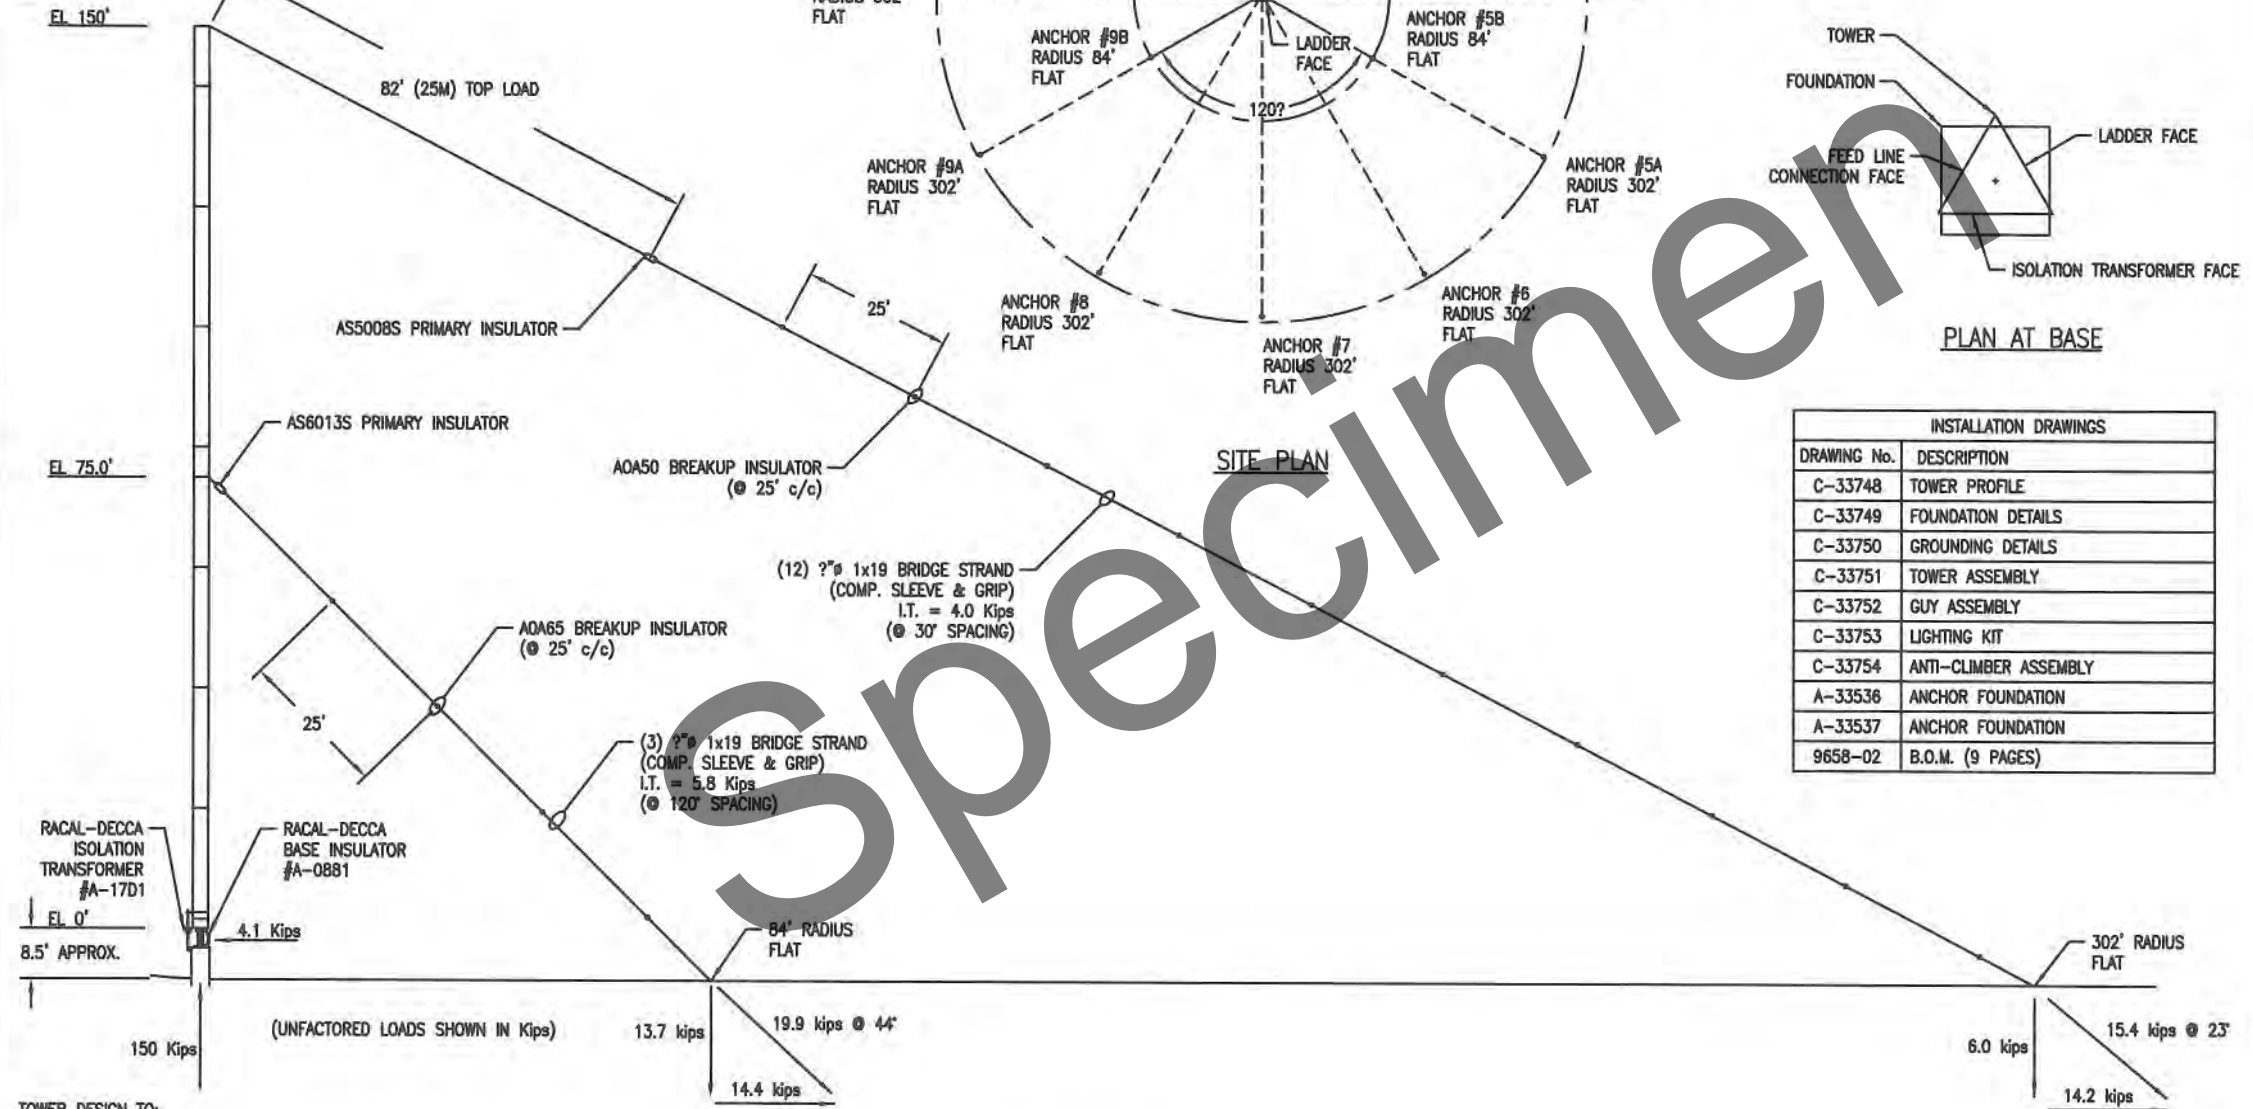 EL 150'
82' (25M) TOP LOAD
AS5008S PRIMARY INSULATOR
25'
AS6013S PRIMARY INSULATOR
EL 75.0'
AOA50 BREAKUP INSULATOR
(@ 25' c/c)
(12) ?"ø 1x19 BRIDGE STRAND
(COMP. SLEEVE & GRIP)
I.T. = 4.0 Kips
(@ 30° SPACING)
AOA65 BREAKUP INSULATOR
(@ 25' c/c)
25'
(3) ?"ø 1x19 BRIDGE STRAND
(COMP. SLEEVE & GRIP)
I.T. = 5.8 Kips
(@ 120° SPACING)
RACAL-DECCA
ISOLATION
TRANSFORMER
#A-17D1
RACAL-DECCA
BASE INSULATOR
#A-0881
EL 0'
8.5' APPROX.
4.1 Kips
84' RADIUS
FLAT
302' RADIUS
FLAT
150 Kips
(UNFACTORED LOADS SHOWN IN Kips)
13.7 kips
19.9 kips @ 44°
14.4 kips
6.0 kips
15.4 kips @ 23°
14.2 kips
TOWER DESIGN TO:
FLAT
ANCHOR #9B
RADIUS 84'
FLAT
LADDER
FACE
ANCHOR #5B
RADIUS 84'
FLAT
120?
ANCHOR #9A
RADIUS 302'
FLAT
ANCHOR #5A
RADIUS 302'
FLAT
ANCHOR #8
RADIUS 302'
FLAT
ANCHOR #7
RADIUS 302'
FLAT
ANCHOR #6
RADIUS 302'
FLAT
SITE PLAN
TOWER
FOUNDATION
LADDER FACE
FEED LINE
CONNECTION FACE
ISOLATION TRANSFORMER FACE
PLAN AT BASE
INSTALLATION DRAWINGS
DRAWING No. DESCRIPTION
C-33748 TOWER PROFILE
C-33749 FOUNDATION DETAILS
C-33750 GROUNDING DETAILS
C-33751 TOWER ASSEMBLY
C-33752 GUY ASSEMBLY
C-33753 LIGHTING KIT
C-33754 ANTI-CLIMBER ASSEMBLY
A-33536 ANCHOR FOUNDATION
A-33537 ANCHOR FOUNDATION
9658-02 B.O.M. (9 PAGES)
Specimen